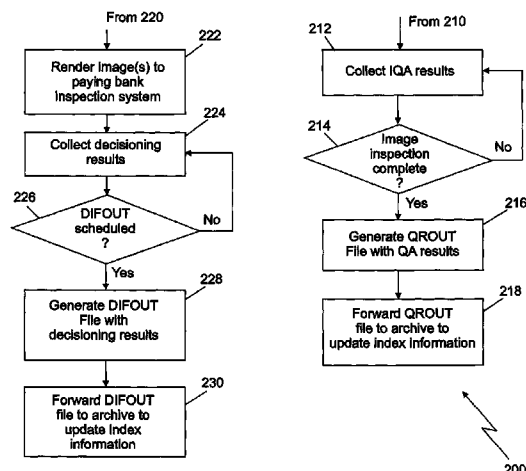 From 220
222
Render Image(s) to
paying bank
Inspection system
224
Collect decisioning
results
226
DIFOUT
scheduled
?
No
Yes
228
Generate DIFOUT
File with
decisioning results
230
Forward DIFOUT
file to archive to
update Index
information
From 210
212
Collect IQA results
214
Image
inspection
complete
?
No
Yes
216
Generate QROUT
File with QA results
218
Forward QROUT
file to archive to
update index information
200